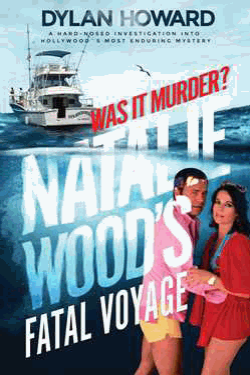 DYLAN HOWARD
A HARD-NOSED INVESTIGATION INTO
HOLLYWOOD'S MOST ENDURING MYSTERY
WAS IT MURDER?
NATALIE
WOOD'S
FATAL VOYAGE